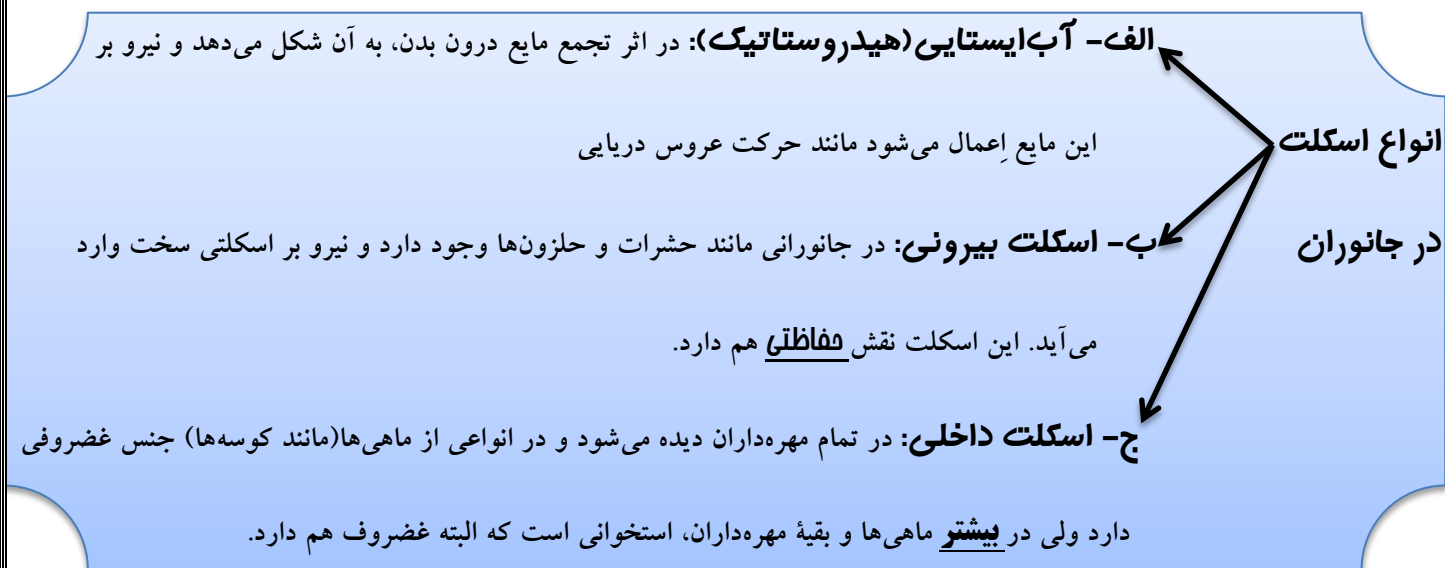 الف- آب‌ایستایی(هیدروستاتیک): در اثر تجمع مایع درون بدن، به آن شکل می‌دهد و نیرو بر
انواع اسکلت
این مایع اِعمال می‌شود مانند حرکت عروس دریایی
در جانوران
ب- اسکلت بیرونی: در جانورانی مانند حشرات و حلزون‌ها وجود دارد و نیرو بر اسکلتی سخت وارد
می‌آید. این اسکلت نقش حفاظتی هم دارد.
ج- اسکلت داخلی: در تمام مهره‌داران دیده می‌شود و در انواعی از ماهی‌ها(مانند کوسه‌ها) جنس غضروفی
دارد ولی در بیشتر ماهی‌ها و بقیۀ مهره‌داران، استخوانی است که البته غضروف هم دارد.